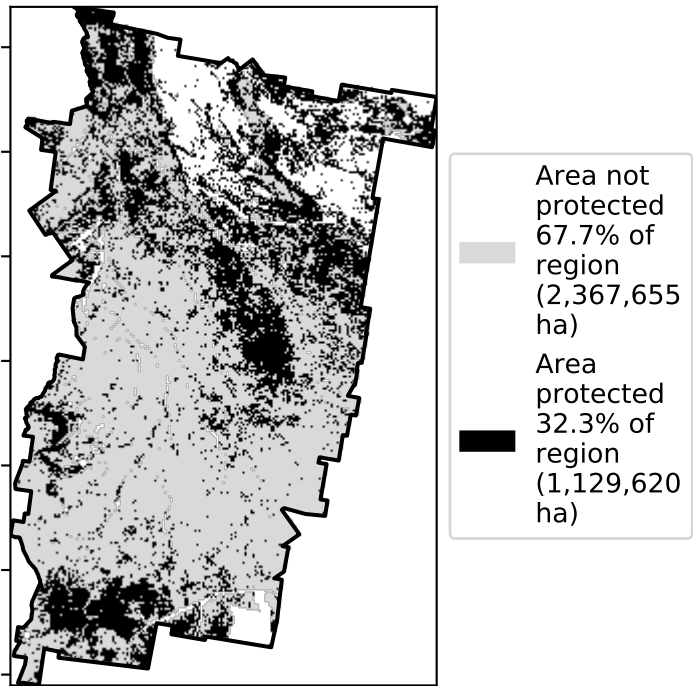 Area not
protected
67.7% of
region
(2,367,655
ha)
Area
protected
32.3% of
region
(1,129,620
ha)